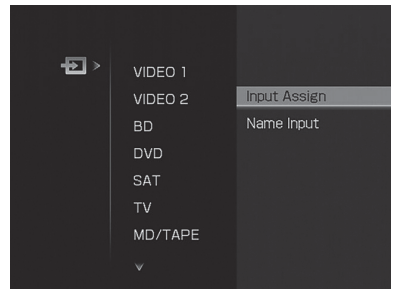 VIDEO 1
VIDEO 2
BD
DVD
SAT
TV
MD/TAPE
Input Assign
Name Input